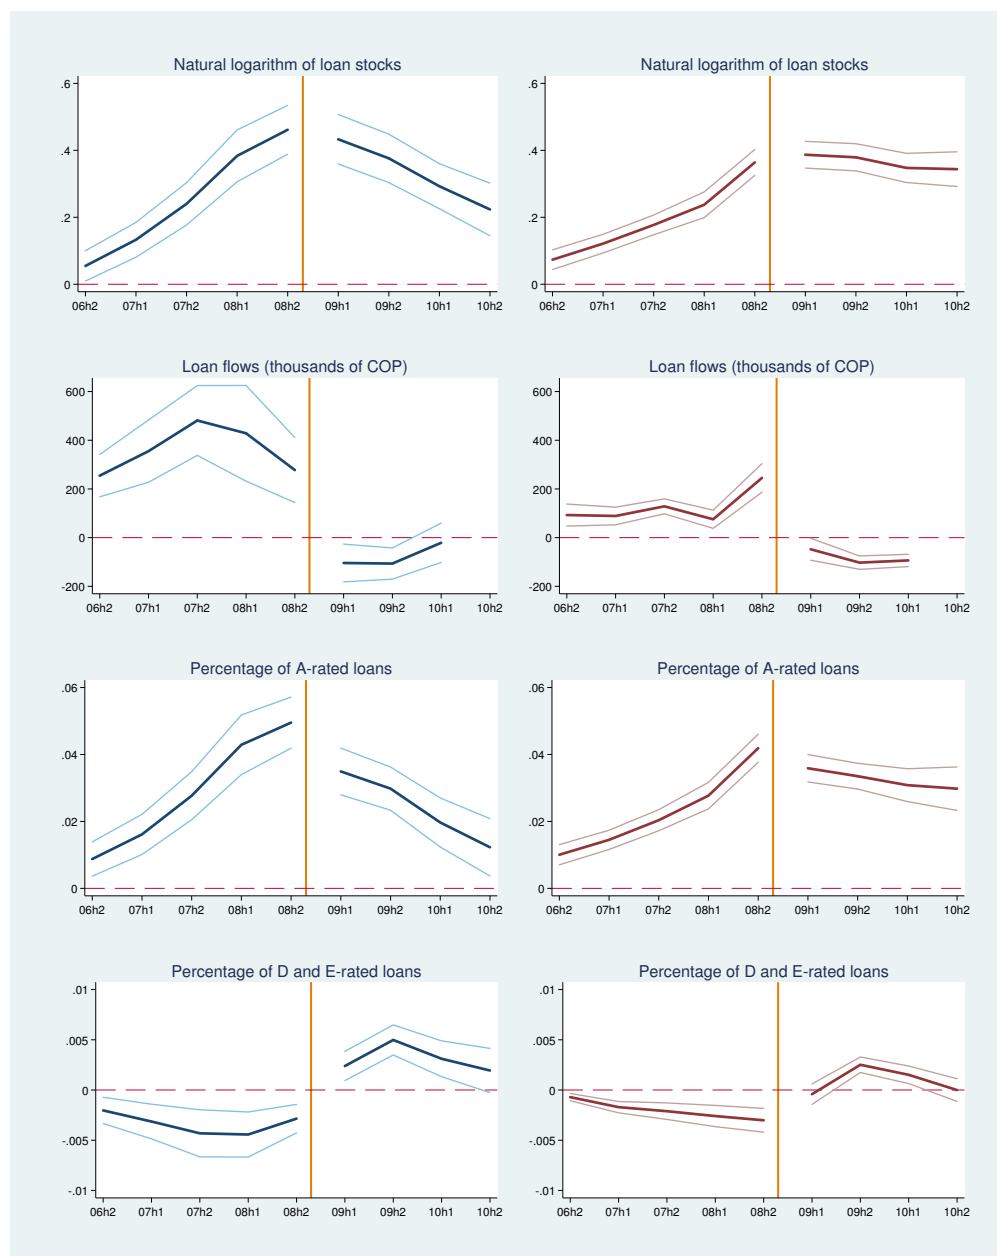 Natural logarithm of loan stocks
.6
.4
.2
0
06h2 07h1 07h2 08h1 08h2 09h1 09h2 10h1 10h2
Natural logarithm of loan stocks
.6
.4
.2
0
06h2 07h1 07h2 08h1 08h2 09h1 09h2 10h1 10h2
Loan flows (thousands of COP)
600
400
200
0
-200
06h2 07h1 07h2 08h1 08h2 09h1 09h2 10h1 10h2
Loan flows (thousands of COP)
600
400
200
0
-200
06h2 07h1 07h2 08h1 08h2 09h1 09h2 10h1 10h2
Percentage of A-rated loans
.06
.04
.02
0
06h2 07h1 07h2 08h1 08h2 09h1 09h2 10h1 10h2
Percentage of A-rated loans
.06
.04
.02
0
06h2 07h1 07h2 08h1 08h2 09h1 09h2 10h1 10h2
Percentage of D and E-rated loans
.01
.005
0
-.005
-.01
06h2 07h1 07h2 08h1 08h2 09h1 09h2 10h1 10h2
Percentage of D and E-rated loans
.01
.005
0
-.005
-.01
06h2 07h1 07h2 08h1 08h2 09h1 09h2 10h1 10h2